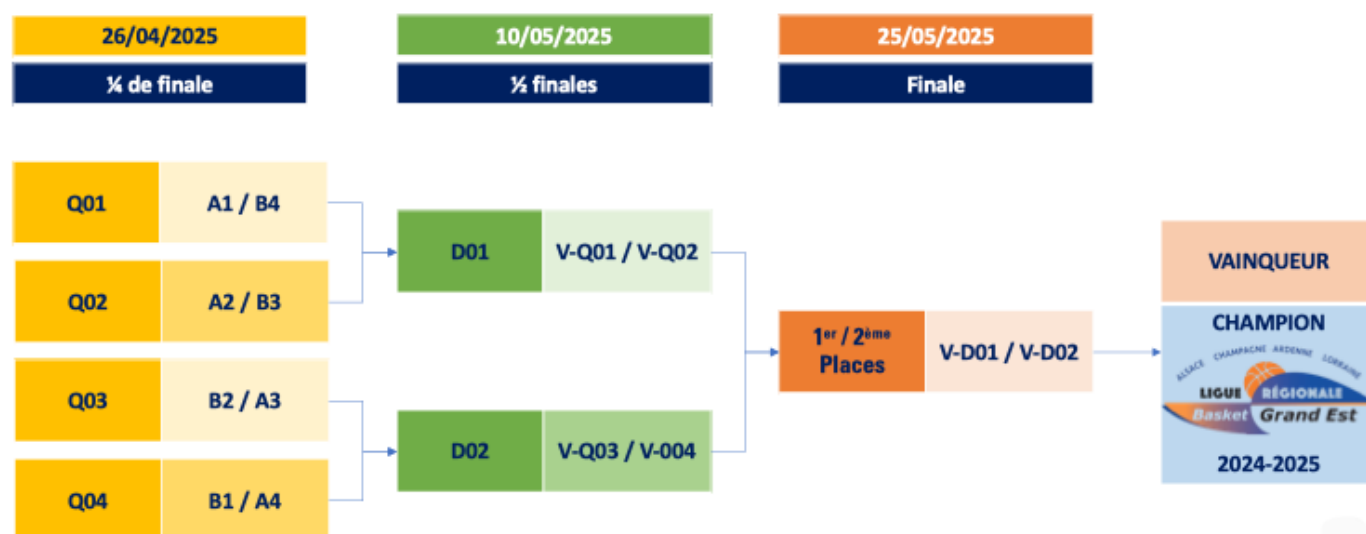 26/04/2025
10/05/2025
25/05/2025
¼ de finale
½ finales
Finale
Q01
A1 / B4
Q02
A2 / B3
Q03
B2 / A3
Q04
B1 / A4
D01
V-Q01 / V-Q02
D02
V-Q03 / V-004
1er / 2ème
Places
V-D01 / V-D02
VAINQUEUR
CHAMPION
ALSACE CHAMPAGNE ARDENNE LORRAINE
LIGUE RÉGIONALE
Basket Grand Est
2024-2025